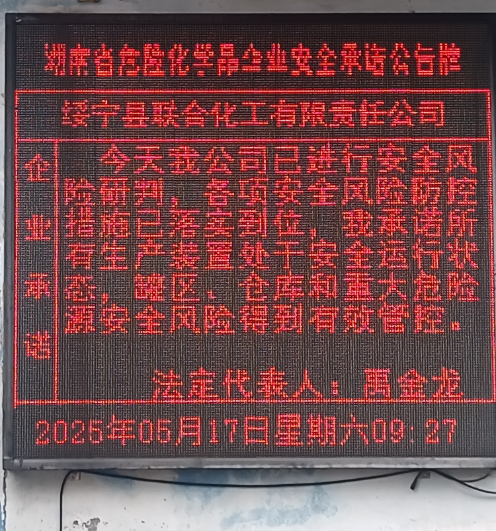 湖南省危险化学品企业安全承诺公告牌
绥宁县联合化工有限责任公司
企业承诺
今天我公司已进行安全风
险研判，各项安全风险防控
措施已落实到位，我承诺所
有生产装置处于安全运行状
态，罐区、仓库和重大危险
源安全风险得到有效管控。
法定代表人：禹金龙
2025年05月17日星期六09:27